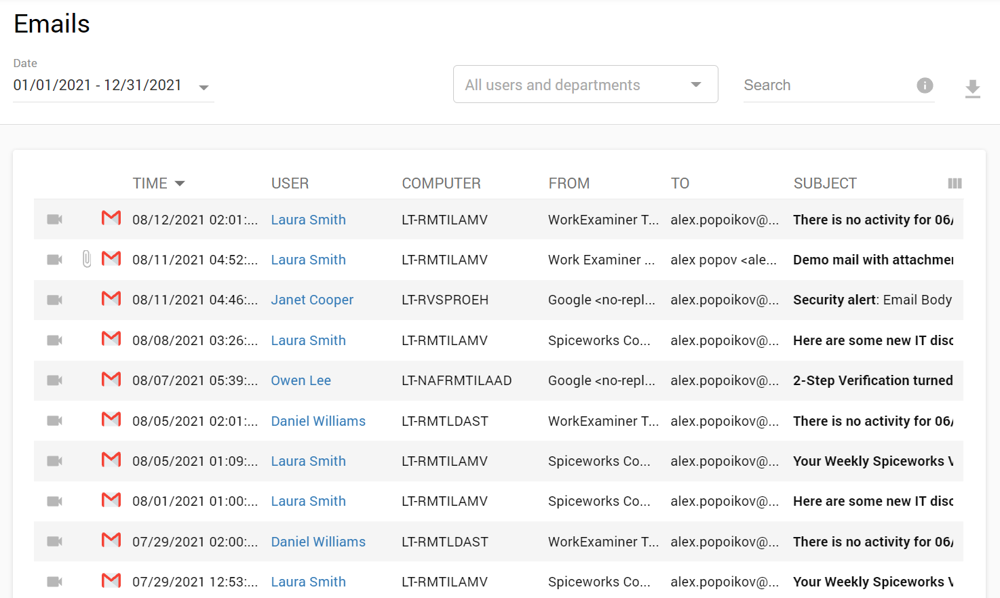 Emails
Date
01/01/2021 - 12/31/2021
All users and departments
Search
TIME USER COMPUTER FROM TO SUBJECT
08/12/2021 02:01:... Laura Smith LT-RMTILAMV WorkExaminer T... alex.popoikov@... There is no activity for 06/
08/11/2021 04:52:... Laura Smith LT-RMTILAMV Work Examiner ... alex popov <ale... Demo mail with attachmen
08/11/2021 04:46:... Janet Cooper LT-RVSPROEH Google <no-repl... alex.popoikov@... Security alert: Email Body
08/08/2021 03:26:... Laura Smith LT-RMTILAMV Spiceworks Co... alex.popoikov@... Here are some new IT disc
08/07/2021 05:39:... Owen Lee LT-NAFRMTILAAD Google <no-repl... alex.popoikov@... 2-Step Verification turned
08/05/2021 02:01:... Daniel Williams LT-RMTLDAST WorkExaminer T... alex.popoikov@... There is no activity for 06/
08/05/2021 01:09:... Laura Smith LT-RMTILAMV Spiceworks Co... alex.popoikov@... Your Weekly Spiceworks V
08/01/2021 01:00:... Laura Smith LT-RMTILAMV Spiceworks Co... alex.popoikov@... Here are some new IT disc
07/29/2021 02:00:... Daniel Williams LT-RMTLDAST WorkExaminer T... alex.popoikov@... There is no activity for 06/
07/29/2021 12:53:... Laura Smith LT-RMTILAMV Spiceworks Co... alex.popoikov@... Your Weekly Spiceworks V